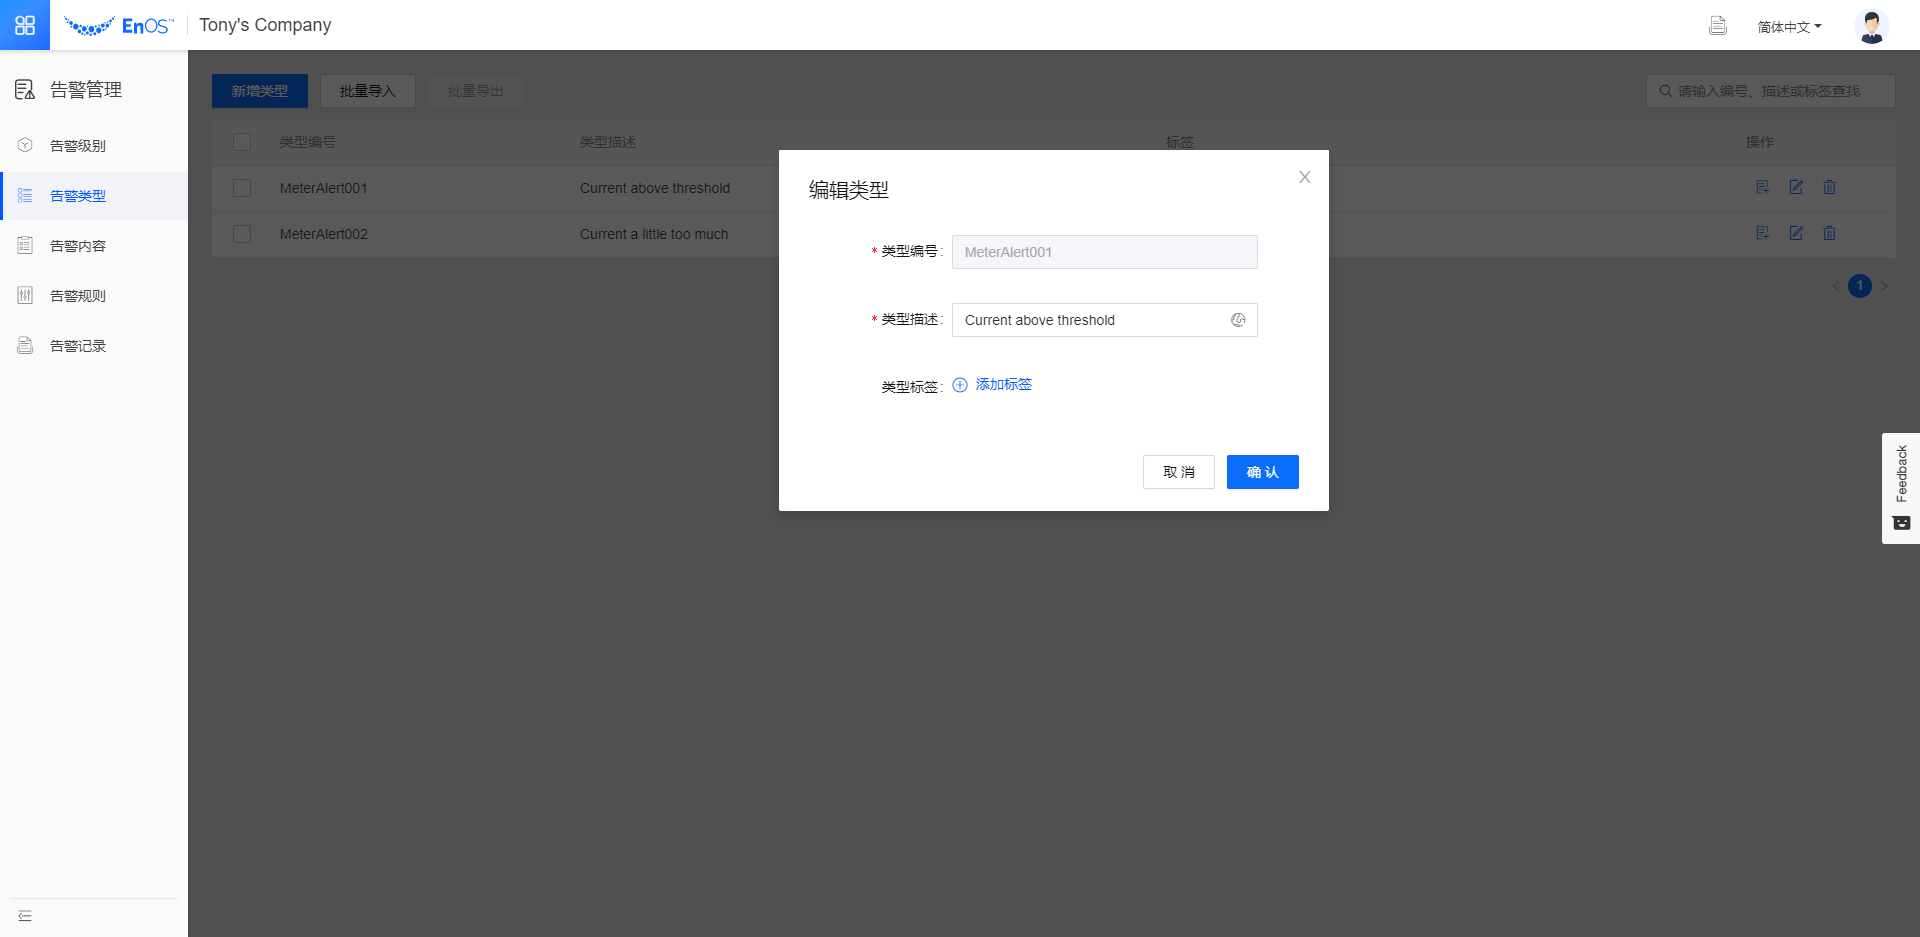 EnOS™ Tony's Company 简体中文
告警管理
告警级别
告警类型
告警内容
告警规则
告警记录
新增类型 批量导入 批量导出 请输入编号、描述或标签查找
类型编号 类型描述 标签 操作
MeterAlert001 Current above threshold
MeterAlert002 Current a little too much
1
编辑类型
* 类型编号: MeterAlert001
* 类型描述: Current above threshold
类型标签: 添加标签
取 消 确 认
Feedback